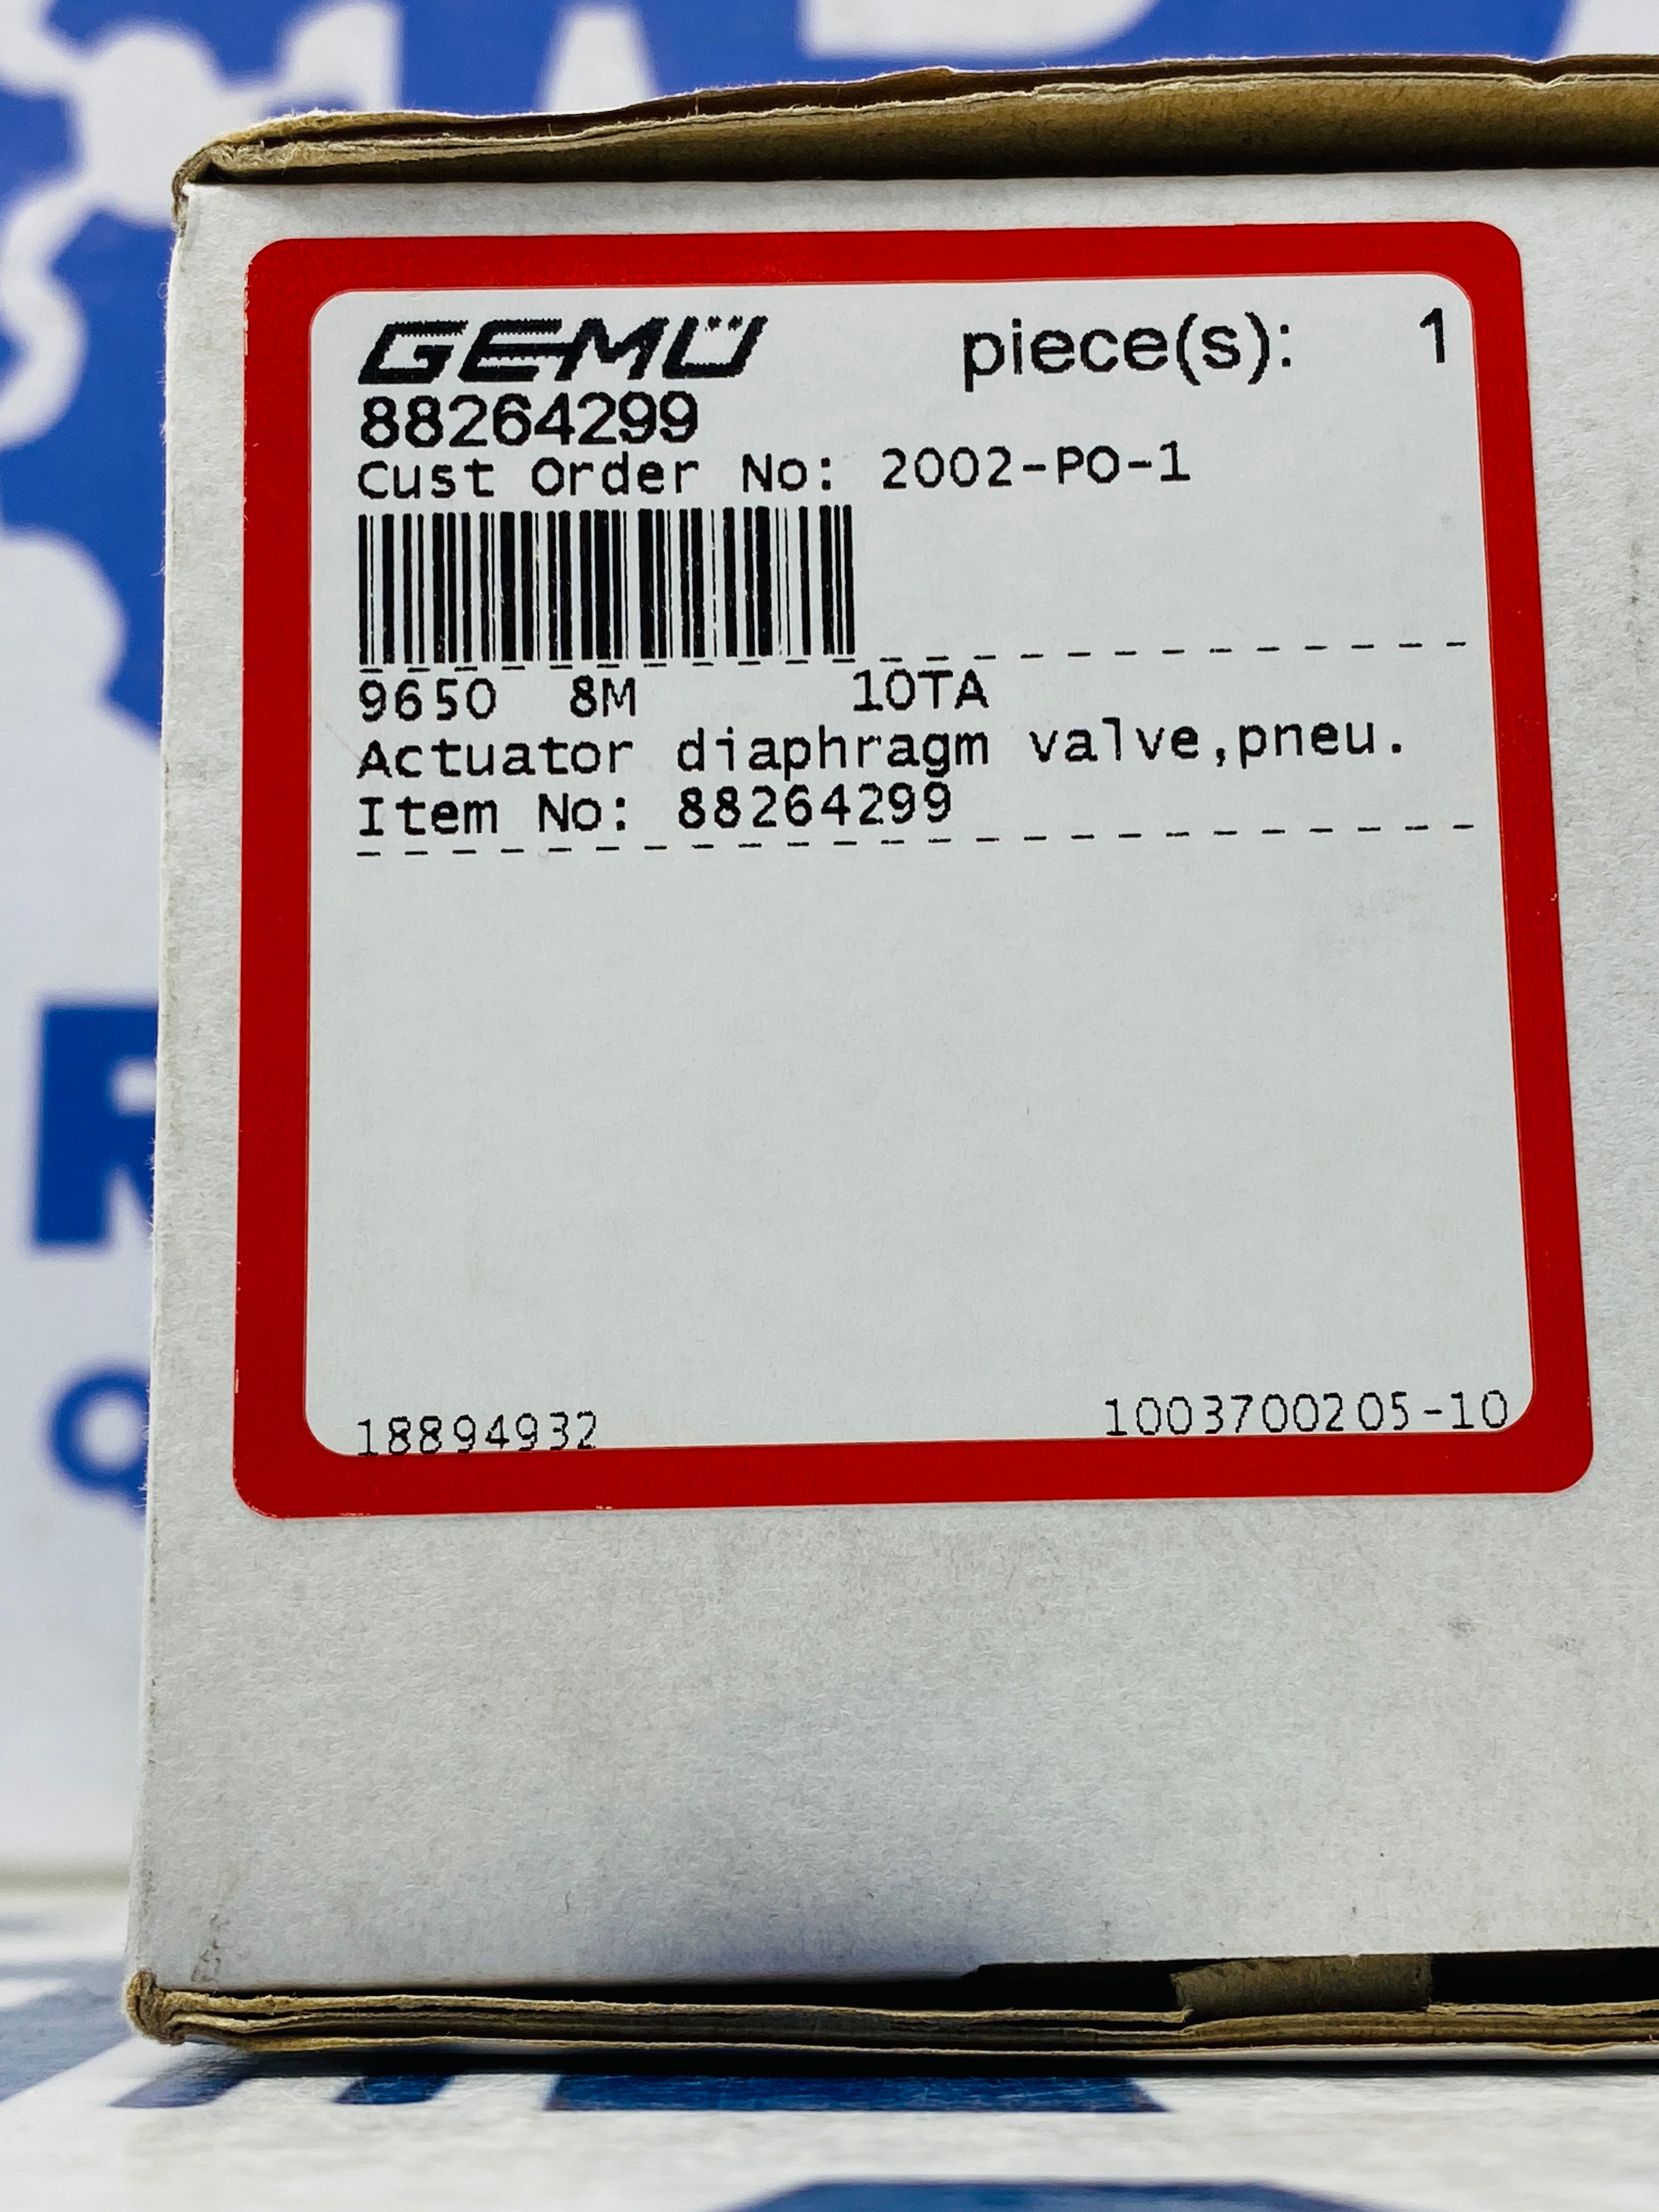 GEMÜ piece(s): 1
88264299
Cust Order No: 2002-PO-1
9650 8M 10TA
Actuator diaphragm valve,pneu.
Item No: 88264299
18894932 1003700205-10